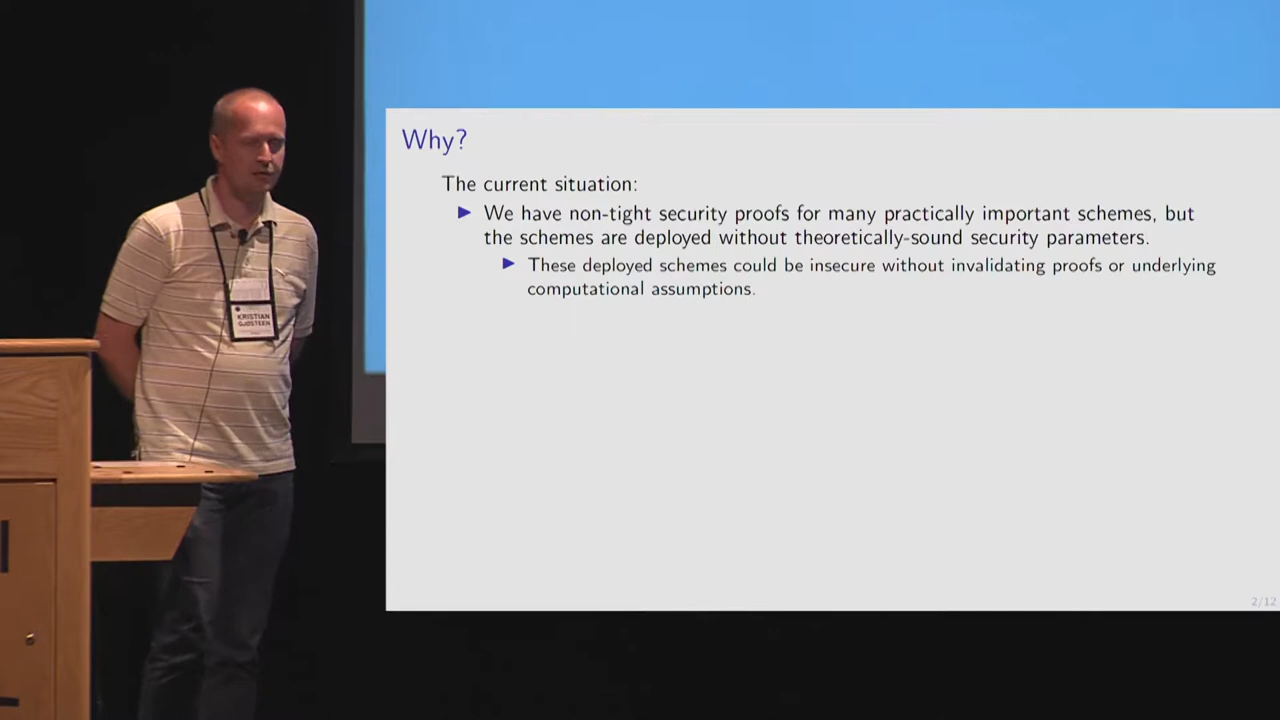 Why?
The current situation:
We have non-tight security proofs for many practically important schemes, but
the schemes are deployed without theoretically-sound security parameters.
These deployed schemes could be insecure without invalidating proofs or underlying
computational assumptions.
2/12
KRISTIAN
GJØSTEEN